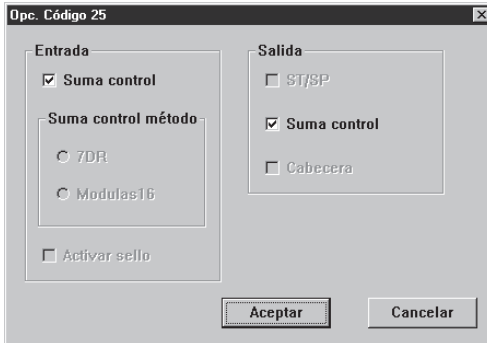 Opc. Código 25
Entrada
Suma control
Suma control método
7DR
Modulas16
Activar sello
Salida
ST/SP
Suma control
Cabecera
Aceptar
Cancelar